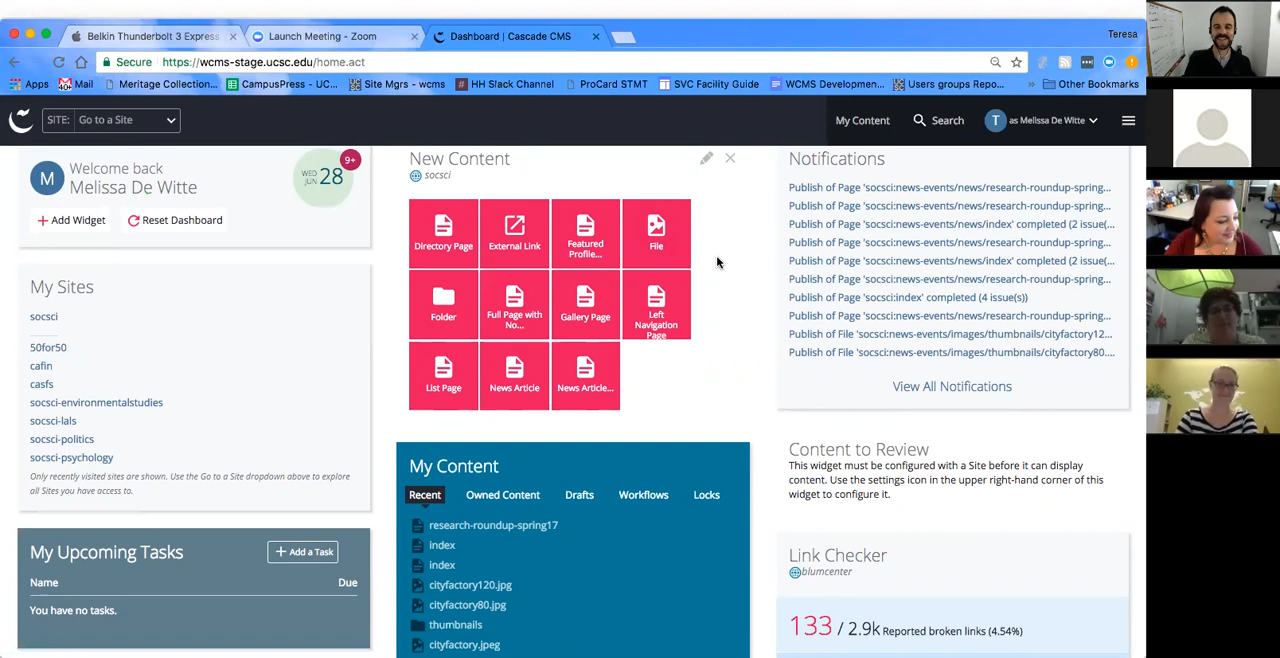 Belkin Thunderbolt 3 Express
Launch Meeting - Zoom
Dashboard | Cascade CMS
Teresa
Secure
https://wcms-stage.ucsc.edu/home.act
Apps
Mail
Meritage Collection...
CampusPress - UC...
Site Mgrs - wcms
HH Slack Channel
ProCard STMT
SVC Facility Guide
WCMS Developmen...
Users groups Repo...
Other Bookmarks
SITE: Go to a Site
My Content
Search
T
as Melissa De Witte
M
Welcome back
Melissa De Witte
9+
WED
JUN
28
Add Widget
Reset Dashboard
My Sites
socsci
50for50
cafin
casfs
socsci-environmentalstudies
socsci-lals
socsci-politics
socsci-psychology
Only recently visited sites are shown. Use the Go to a Site dropdown above to
explore all Sites you have access to.
My Upcoming Tasks
Add a Task
Name
Due
You have no tasks.
New Content
socsci
Directory Page
External Link
Featured
Profile...
File
Folder
Full Page with
No...
Gallery Page
Left
Navigation
Page
List Page
News Article
News Article...
My Content
Recent
Owned Content
Drafts
Workflows
Locks
research-roundup-spring17
index
index
cityfactory120.jpg
cityfactory80.jpg
thumbnails
cityfactory.jpeg
Notifications
Publish of Page 'socsci:news-events/news/research-roundup-spring...
Publish of Page 'socsci:news-events/news/research-roundup-spring...
Publish of Page 'socsci:news-events/news/index' completed (2 issue(...
Publish of Page 'socsci:news-events/news/research-roundup-spring...
Publish of Page 'socsci:news-events/news/index' completed (2 issue(...
Publish of Page 'socsci:news-events/news/research-roundup-spring...
Publish of Page 'socsci:index' completed (4 issue(s))
Publish of Page 'socsci:news-events/news/research-roundup-spring...
Publish of File 'socsci:news-events/images/thumbnails/cityfactory12...
Publish of File 'socsci:news-events/images/thumbnails/cityfactory80....
View All Notifications
Content to Review
This widget must be configured with a Site before it can display
content. Use the settings icon in the upper right-hand corner of this
widget to configure it.
Link Checker
blumcenter
133 / 2.9k Reported broken links (4.54%)